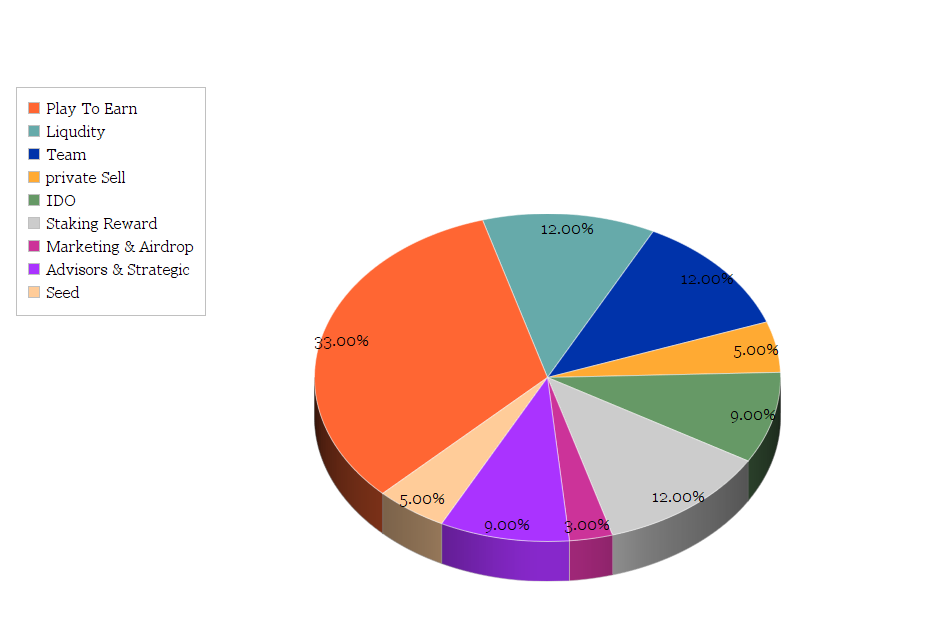 Play To Earn
Liqudity
Team
private Sell
IDO
Staking Reward
Marketing & Airdrop
Advisors & Strategic
Seed
12.00%
12.00%
33.00%
5.00%
9.00%
12.00%
5.00%
9.00%
3.00%